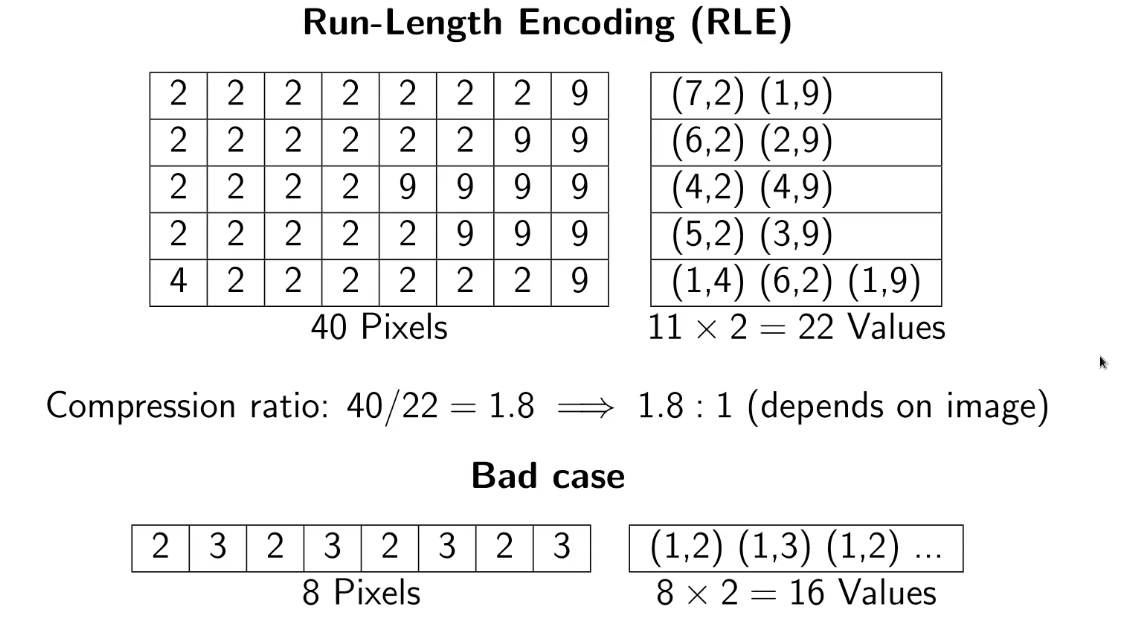 Run-Length Encoding (RLE)
2 2 2 2 2 2 2 9 (7,2) (1,9)
2 2 2 2 2 2 9 9 (6,2) (2,9)
2 2 2 2 9 9 9 9 (4,2) (4,9)
2 2 2 2 2 9 9 9 (5,2) (3,9)
4 2 2 2 2 2 2 9 (1,4) (6,2) (1,9)
40 Pixels 11 × 2 = 22 Values
Compression ratio: 40/22 = 1.8 ⟹ 1.8 : 1 (depends on image)
Bad case
2 3 2 3 2 3 2 3 (1,2) (1,3) (1,2) ...
8 Pixels 8 × 2 = 16 Values